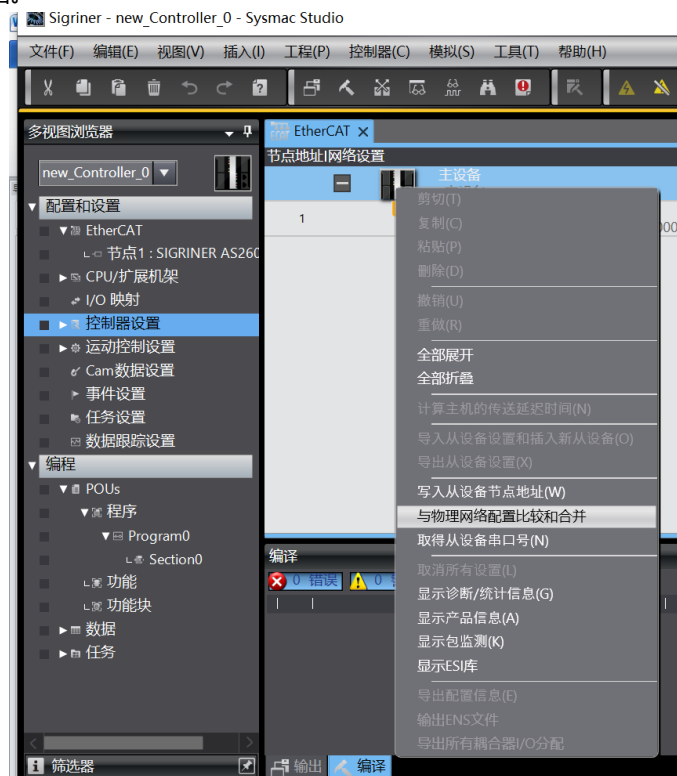 Sigriner - new_Controller_0 - Sysmac Studio
文件(F) 编辑(E) 视图(V) 插入(I) 工程(P) 控制器(C) 模拟(S) 工具(T) 帮助(H)
多视图浏览器
new_Controller_0
配置和设置
EtherCAT
节点1 : SIGRINER AS260
CPU/扩展机架
I/O 映射
控制器设置
运动控制设置
Cam数据设置
事件设置
任务设置
数据跟踪设置
编程
POUs
程序
Program0
Section0
功能
功能块
数据
任务
筛选器
EtherCAT
节点地址|网络设置
主设备
1
剪切(T)
复制(C)
粘贴(P)
删除(D)
撤销(U)
重做(R)
全部展开
全部折叠
计算主机的传送延迟时间(N)
导入从设备设置和插入新从设备(O)
导出从设备设置(X)
写入从设备节点地址(W)
与物理网络配置比较和合并
取得从设备串口号(N)
取消所有设置(L)
显示诊断/统计信息(G)
显示产品信息(A)
显示包监测(K)
显示ESI库
导出配置信息(E)
输出ENS文件
导出所有耦合器I/O分配
编译
0 错误 0
输出 编译